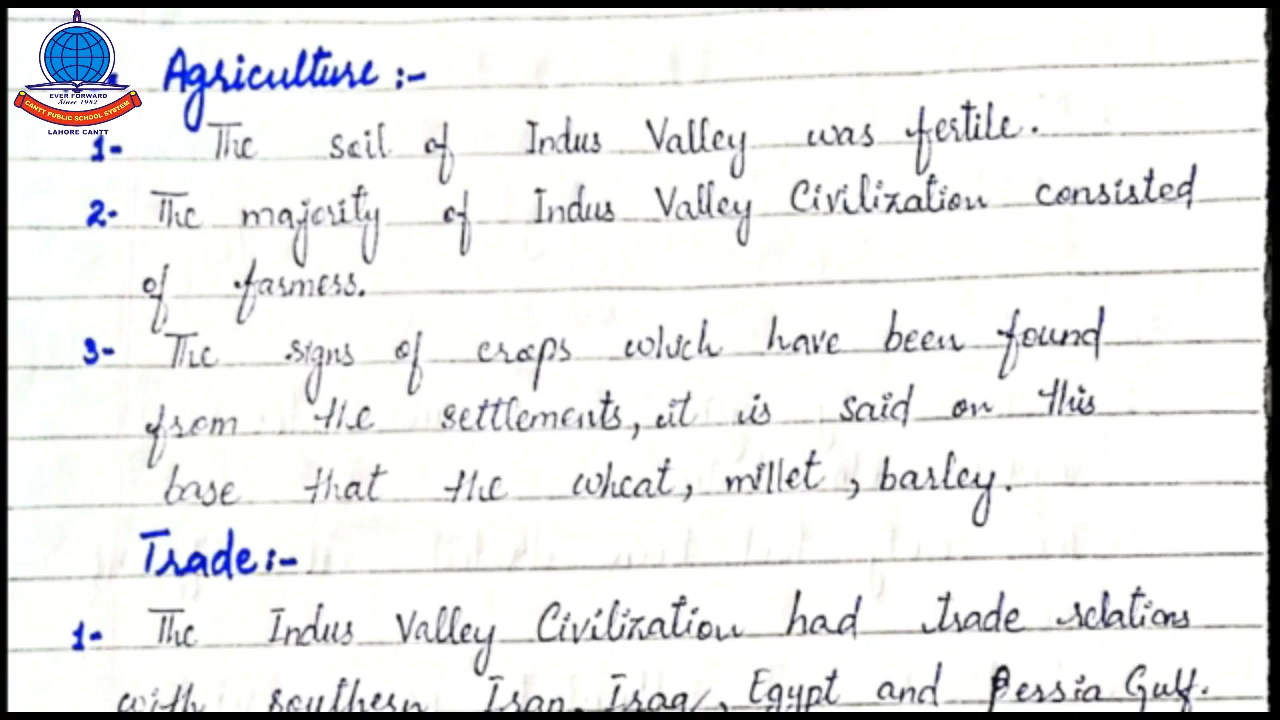 EVER FORWARD
Since 1982
CANTT PUBLIC SCHOOL SYSTEM
LAHORE CANTT
Agriculture :-
1- The soil of Indus Valley was fertile.
2- The majority of Indus Valley Civilization consisted
of farmers.
3- The signs of crops which have been found
from the settlements, it is said on this
base that the wheat, millet, barley.
Trade :-
1- The Indus Valley Civilization had trade relations
with southern Iran, Iraq, Egypt and Persia Gulf.